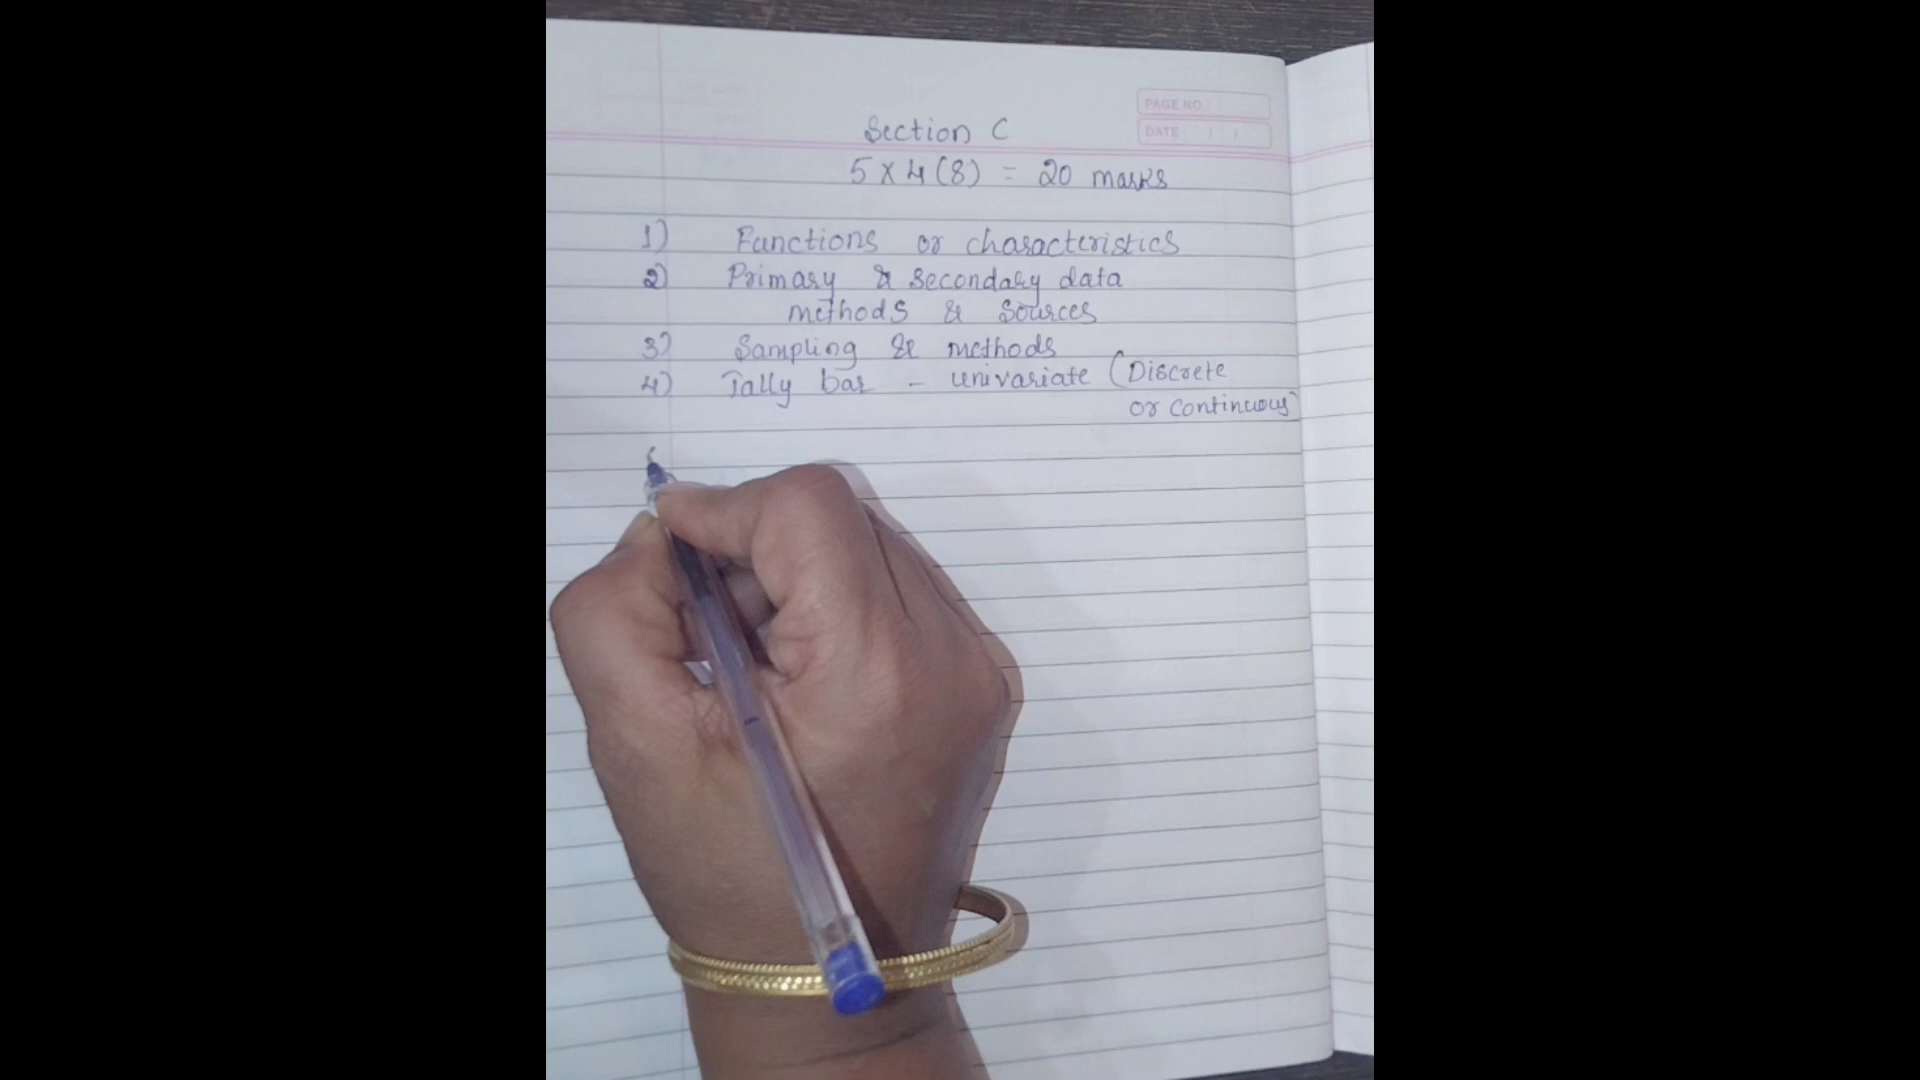 PAGE NO.:
DATE / /
Section C
5 x 4 (8) = 20 marks
1) Functions or characteristics
2) Primary & Secondary data
methods & Sources
3) Sampling & methods
4) Tally bar - univariate (Discrete
or continuous)